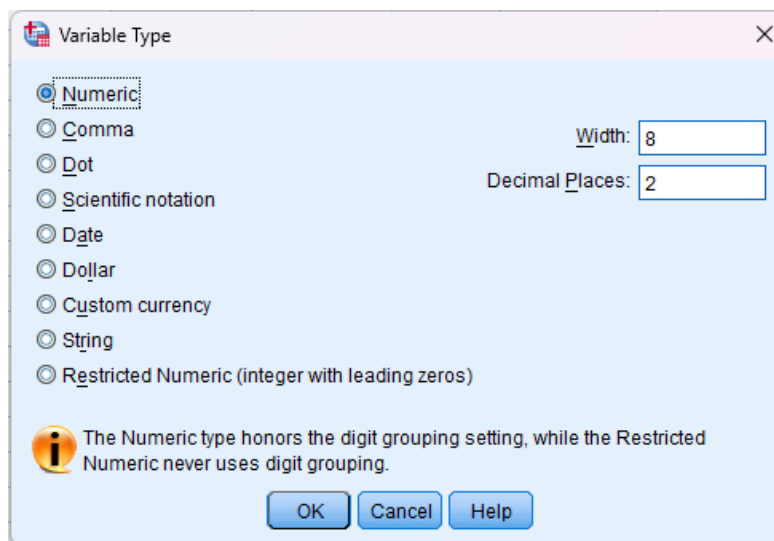 Variable Type
Numeric
Comma
Dot
Scientific notation
Date
Dollar
Custom currency
String
Restricted Numeric (integer with leading zeros)
Width: 8
Decimal Places: 2
The Numeric type honors the digit grouping setting, while the Restricted
Numeric never uses digit grouping.
OK Cancel Help